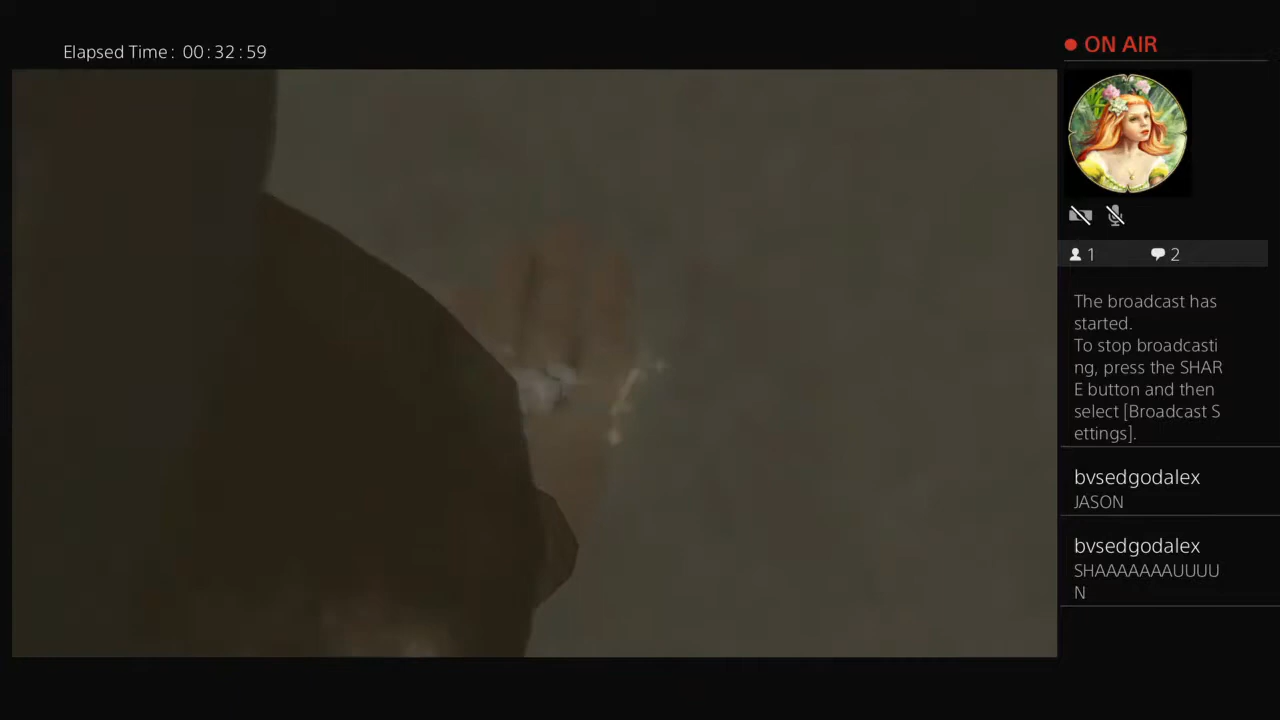 Elapsed Time: 00:32:59
ON AIR
1
2
The broadcast has
started.
To stop broadcasti
ng, press the SHAR
E button and then
select [Broadcast S
ettings].
bvsedgodalex
JASON
bvsedgodalex
SHAAAAAAAUUUU
N